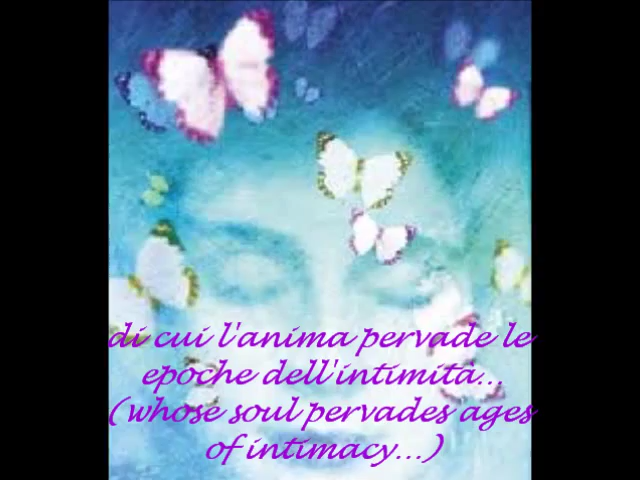 di cui l'anima pervade le
epoche dell'intimità...
(whose soul pervades ages
of intimacy...)